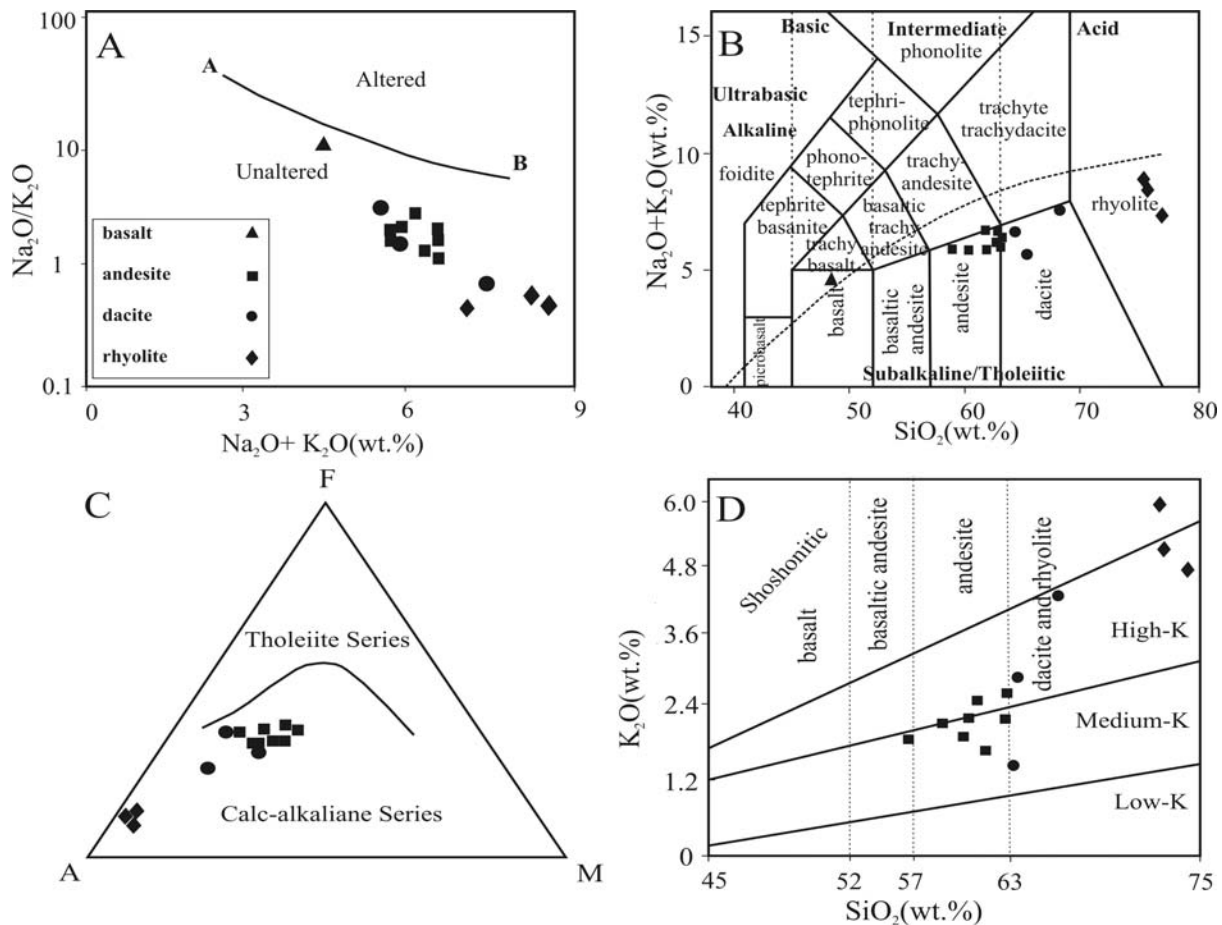 A
100
10
1
0.1
Na₂O/K₂O
A
B
Altered
Unaltered
basalt
andesite
dacite
rhyolite
0
3
6
9
Na₂O+ K₂O(wt.%)
B
15
10
5
0
Na₂O+K₂O(wt.%)
Basic
Intermediate
Acid
phonolite
Ultrabasic
tephri-
phonolite
trachyte
trachydacite
Alkaline
foidite
phono-
tephrite
trachy-
andesite
rhyolite
tephrite
basanite
basaltic
trachy-
andesite
trachy
basalt
picrobasalt
basalt
basaltic
andesite
andesite
dacite
Subalkaline/Tholeiitic
40
50
60
70
80
SiO₂(wt.%)
C
F
Tholeiite Series
Calc-alkaliane Series
A
M
D
6.0
4.8
3.6
2.4
1.2
0
K₂O(wt.%)
Shoshonitic
basalt
basaltic andesite
andesite
dacite and rhyolite
High-K
Medium-K
Low-K
45
52
57
63
75
SiO₂(wt.%)